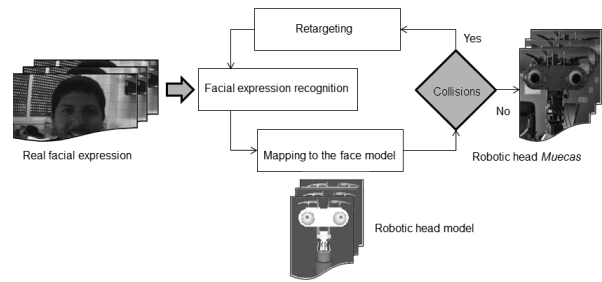 Retargeting
Yes
Facial expression recognition
Collisions
No
Real facial expression
Mapping to the face model
Robotic head Muecas
Robotic head model